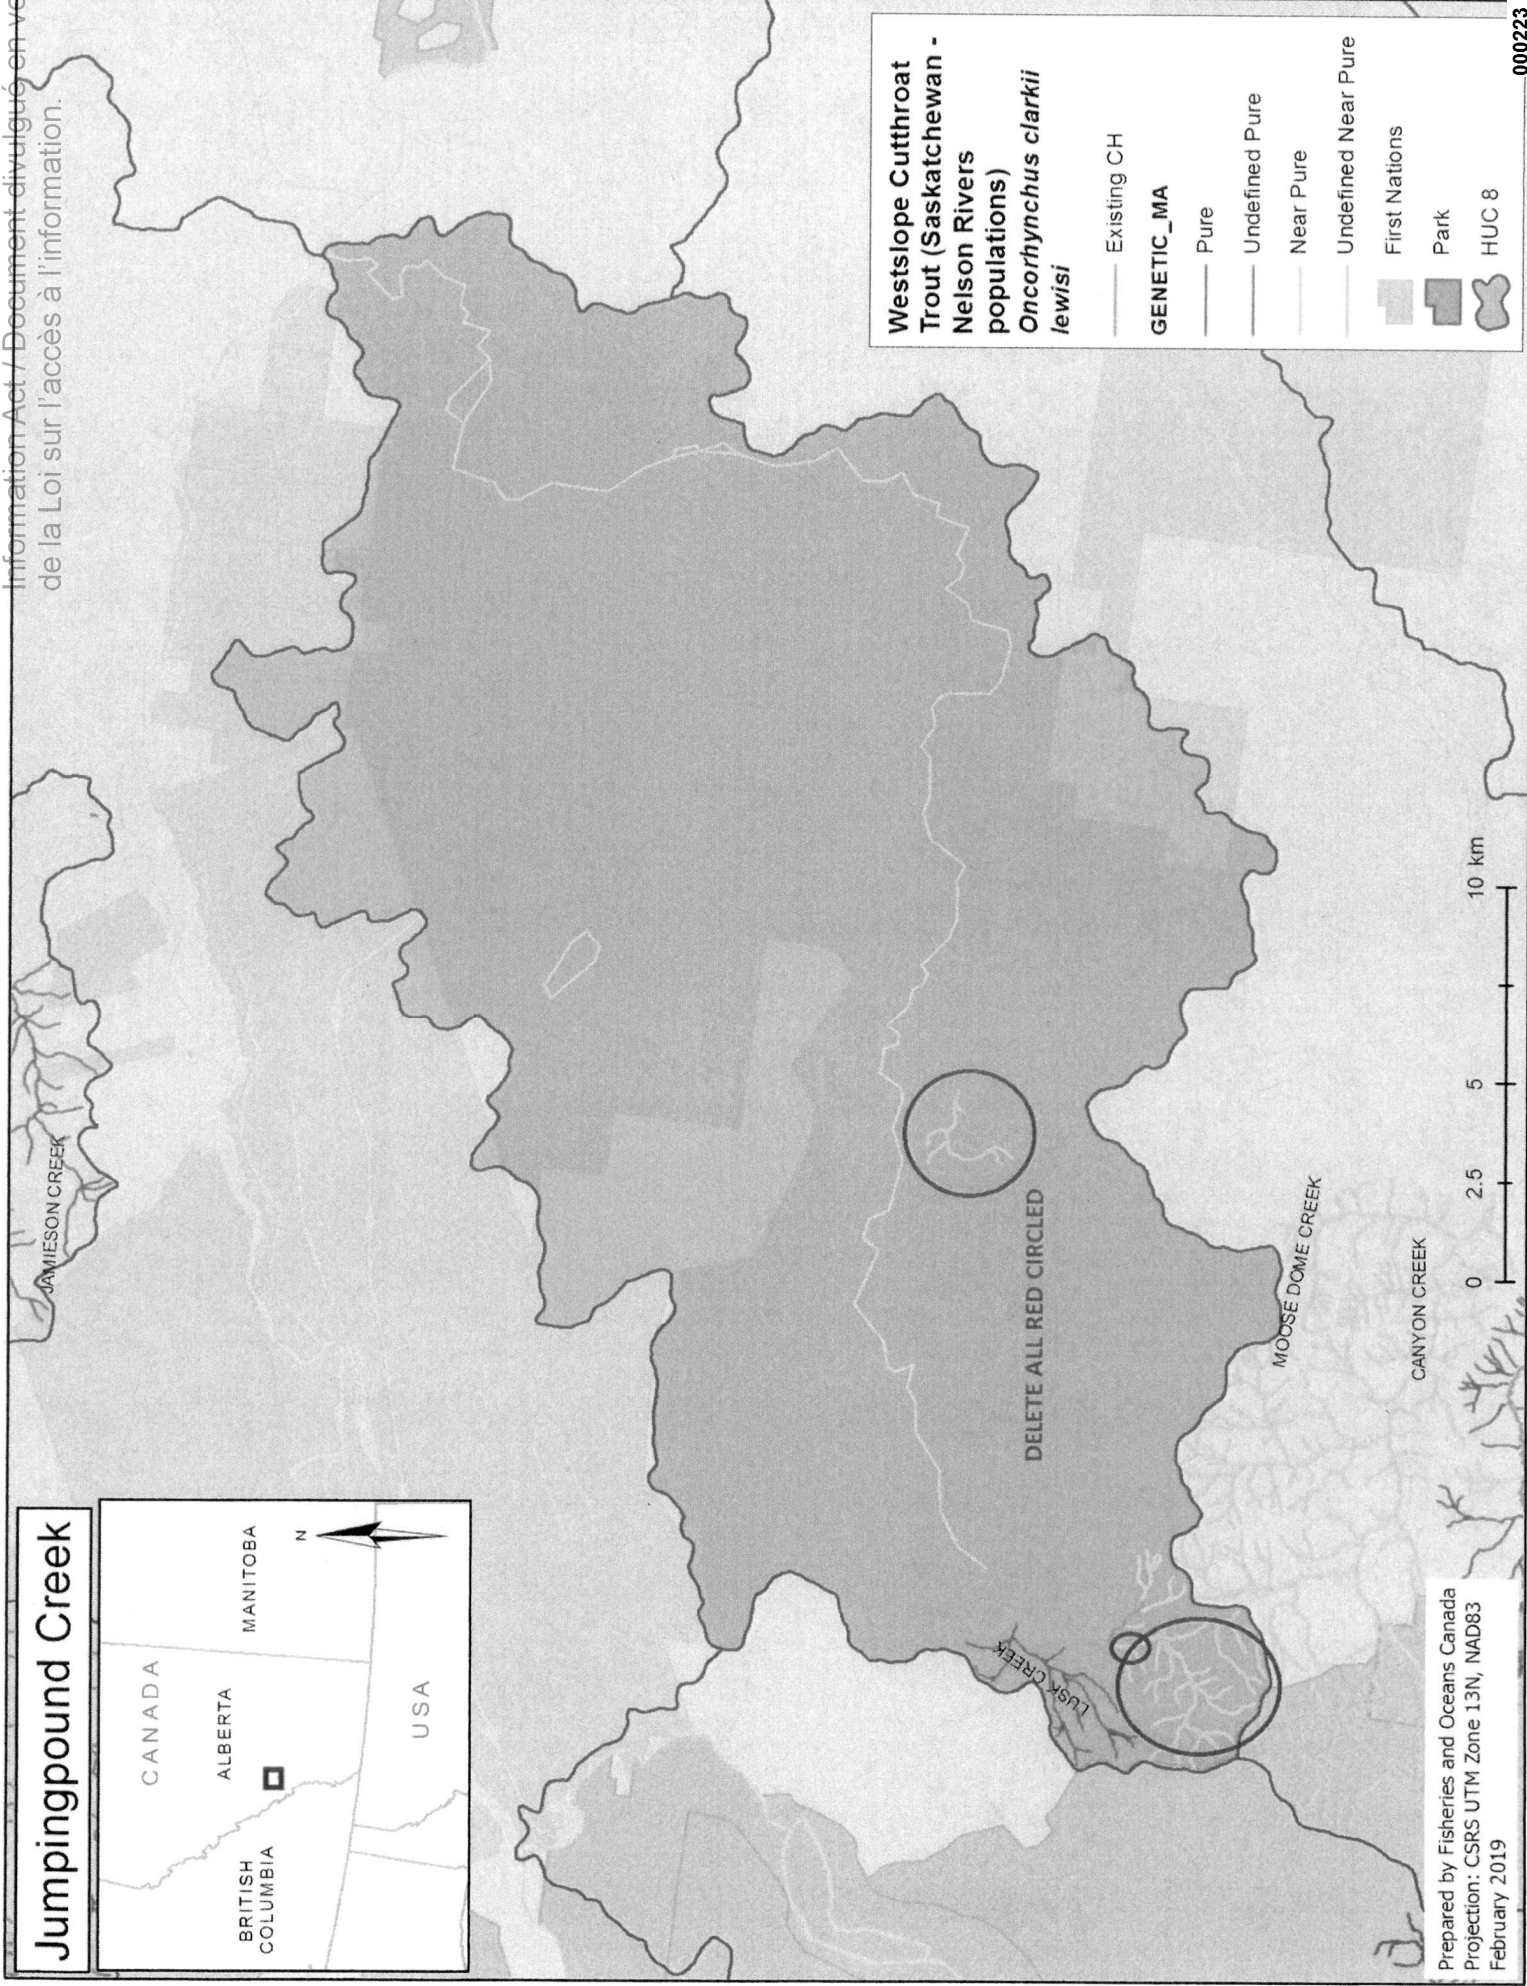 Jumpingpound Creek
CANADA
ALBERTA
MANITOBA
BRITISH
COLUMBIA
USA
N
JAMIESON CREEK
LUSK CREEK
DELETE ALL RED CIRCLED
MOOSE DOME CREEK
CANYON CREEK
Westslope Cutthroat
Trout (Saskatchewan -
Nelson Rivers
populations)
Oncorhynchus clarkii
lewisi
Existing CH
GENETIC_MA
Pure
Undefined Pure
Near Pure
Undefined Near Pure
First Nations
Park
HUC 8
0 2.5 5 10 km
Prepared by Fisheries and Oceans Canada
Projection: CSRS UTM Zone 13N, NAD83
February 2019
Information Act / Document divulgué en
de la Loi sur l'accès à l'information.
000223